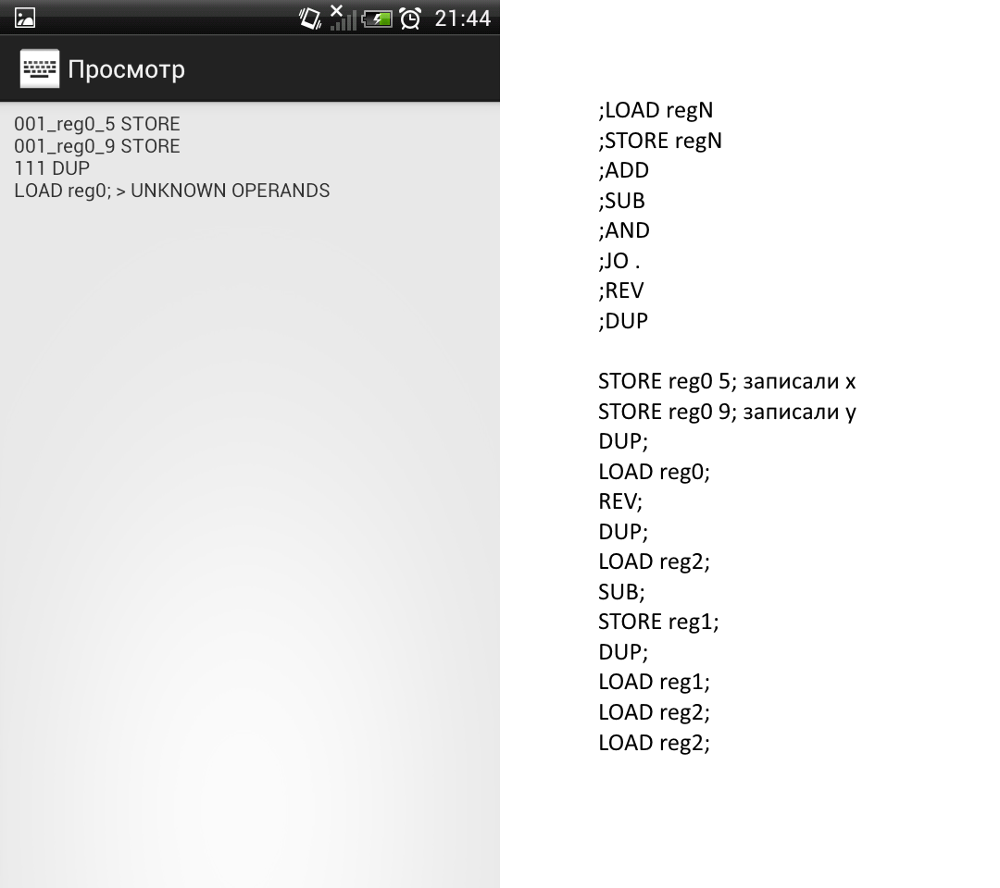 21:44
Просмотр
001_reg0_5 STORE
001_reg0_9 STORE
111 DUP
LOAD reg0; > UNKNOWN OPERANDS
;LOAD regN
;STORE regN
;ADD
;SUB
;AND
;JO .
;REV
;DUP
STORE reg0 5; записали x
STORE reg0 9; записали y
DUP;
LOAD reg0;
REV;
DUP;
LOAD reg2;
SUB;
STORE reg1;
DUP;
LOAD reg1;
LOAD reg2;
LOAD reg2;